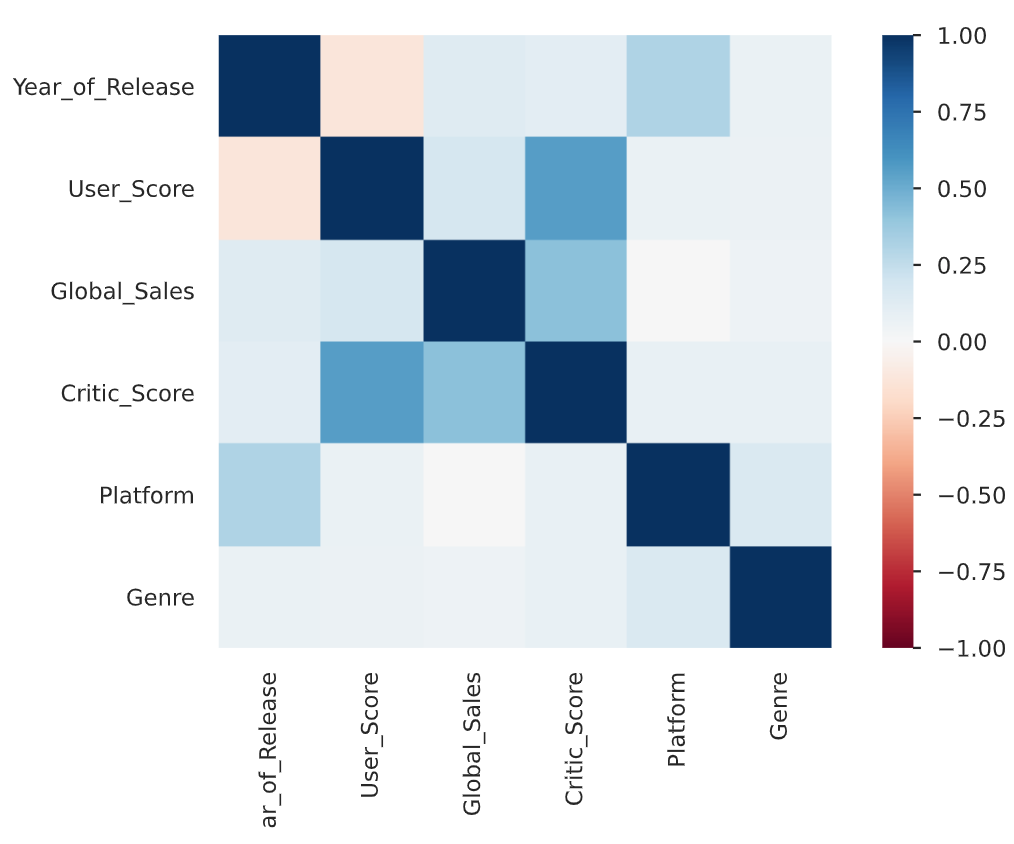 Year_of_Release
User_Score
Global_Sales
Critic_Score
Platform
Genre
ar_of_Release
User_Score
Global_Sales
Critic_Score
Platform
Genre
1.00
0.75
0.50
0.25
0.00
−0.25
−0.50
−0.75
−1.00